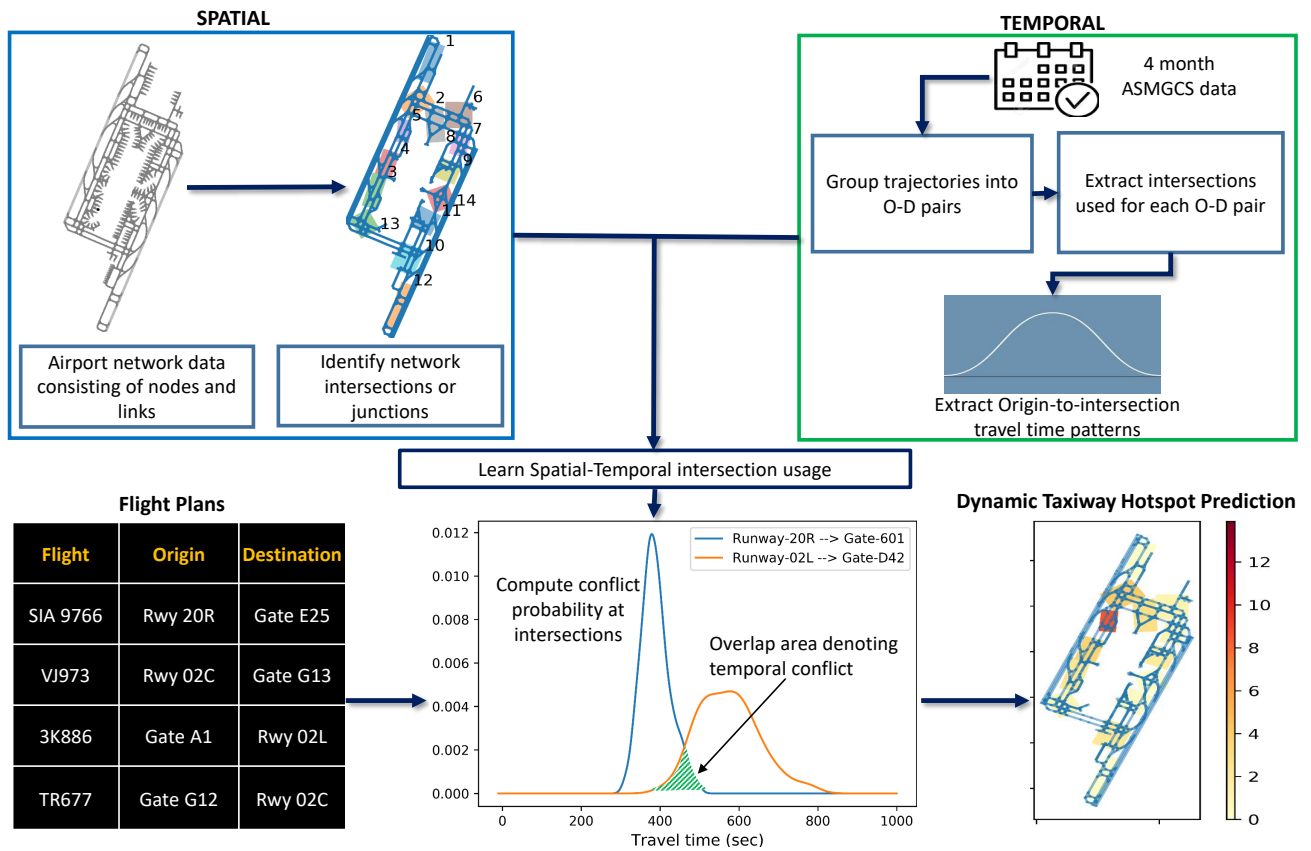 SPATIAL
1
2
6
5
7
8
4
9
3
14
11
13
10
12
Airport network data
consisting of nodes and
links
Identify network
intersections or
junctions
TEMPORAL
4 month
ASMGCS data
Group trajectories into
O-D pairs
Extract intersections
used for each O-D pair
Extract Origin-to-intersection
travel time patterns
Learn Spatial-Temporal intersection usage
Flight Plans
Flight Origin Destination
SIA 9766 Rwy 20R Gate E25
VJ973 Rwy 02C Gate G13
3K886 Gate A1 Rwy 02L
TR677 Gate G12 Rwy 02C
0.012
0.010
0.008
0.006
0.004
0.002
0.000
Runway-20R --> Gate-601
Runway-02L --> Gate-D42
Compute conflict
probability at
intersections
Overlap area denoting
temporal conflict
0 200 400 600 800 1000
Travel time (sec)
Dynamic Taxiway Hotspot Prediction
12
10
8
6
4
2
0